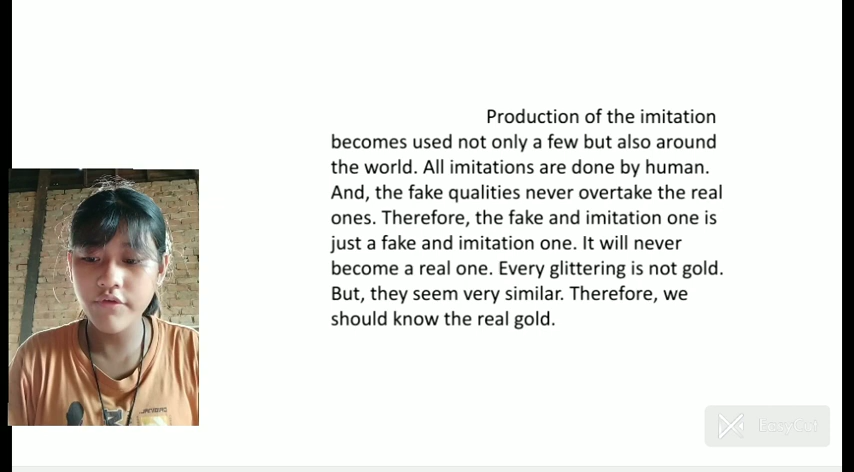 Production of the imitation
becomes used not only a few but also around
the world. All imitations are done by human.
And, the fake qualities never overtake the real
ones. Therefore, the fake and imitation one is
just a fake and imitation one. It will never
become a real one. Every glittering is not gold.
But, they seem very similar. Therefore, we
should know the real gold.
EasyCut